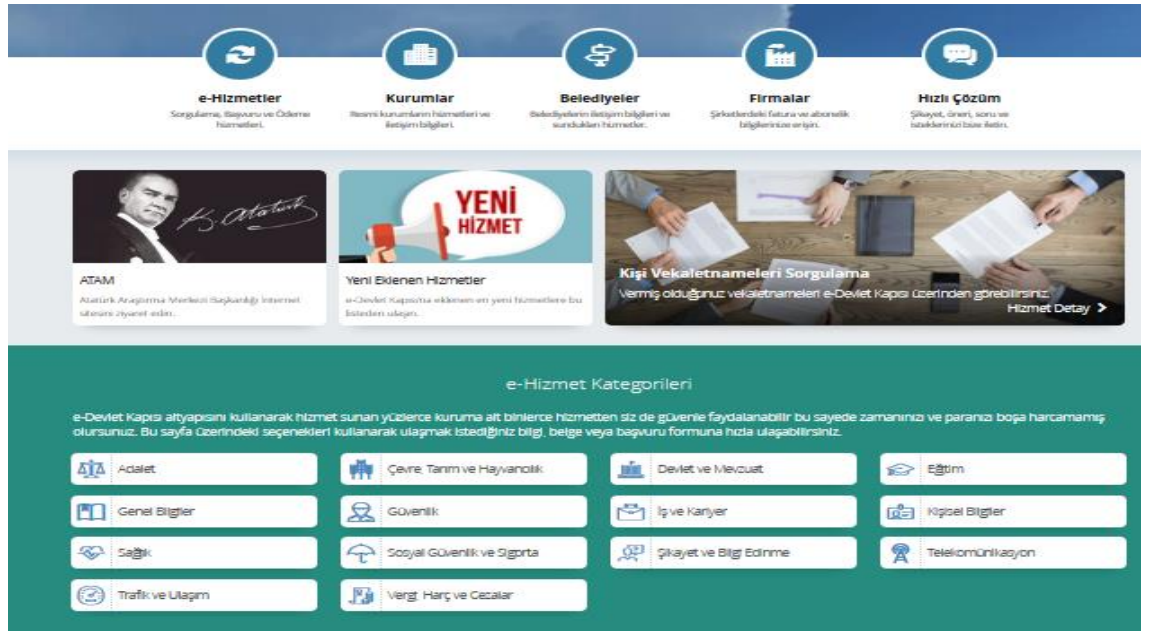 e-Hizmetler
Sorgulama, Başvuru ve Ödeme
hizmetleri.
Kurumlar
Resmi kurumların hizmetleri ve
iletişim bilgileri.
Belediyeler
Belediyelerin iletişim bilgileri ve
sundukları hizmetler.
Firmalar
Şirketlerdeki fatura ve abonelik
bilgilerinize erişin.
Hızlı Çözüm
Şikayet, öneri, soru ve
isteklerinizi bize iletin.
K. Atatürk
ATAM
Atatürk Araştırma Merkezi Başkanlığı internet
sitesini ziyaret edin.
YENİ
HİZMET
Yeni Eklenen Hizmetler
e-Devlet Kapısı'na eklenen en yeni hizmetlere bu
listeden ulaşın.
Kişi Vekaletnameleri Sorgulama
Vermiş olduğunuz vekaletnameleri e-Devlet Kapısı üzerinden görebilirsiniz.
Hizmet Detay
e-Hizmet Kategorileri
e-Devlet Kapısı altyapısını kullanarak hizmet sunan yüzlerce kuruma ait binlerce hizmetten siz de güvenle faydalanabilir bu sayede zamanınızı ve paranızı boşa harcamamış
olursunuz. Bu sayfa üzerindeki seçenekleri kullanarak ulaşmak istediğiniz bilgi, belge veya başvuru formuna hızla ulaşabilirsiniz.
Adalet
Çevre, Tarım ve Hayvancılık
Devlet ve Mevzuat
Eğitim
Genel Bilgiler
Güvenlik
İş ve Kariyer
Kişisel Bilgiler
Sağlık
Sosyal Güvenlik ve Sigorta
Şikayet ve Bilgi Edinme
Telekomünikasyon
Trafik ve Ulaşım
Vergi, Harç ve Cezalar